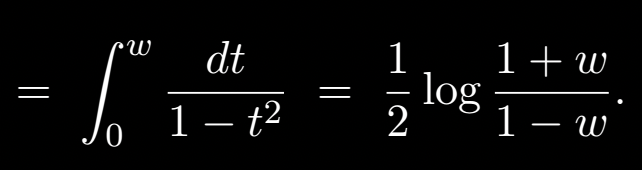 = ∫₀ʷ dt / (1 − t²) = 1/2 log (1 + w) / (1 − w).